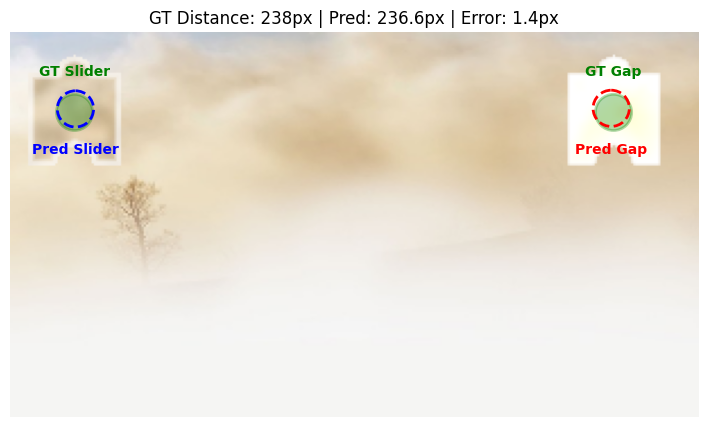 GT Distance: 238px | Pred: 236.6px | Error: 1.4px
GT Slider
GT Gap
Pred Slider
Pred Gap